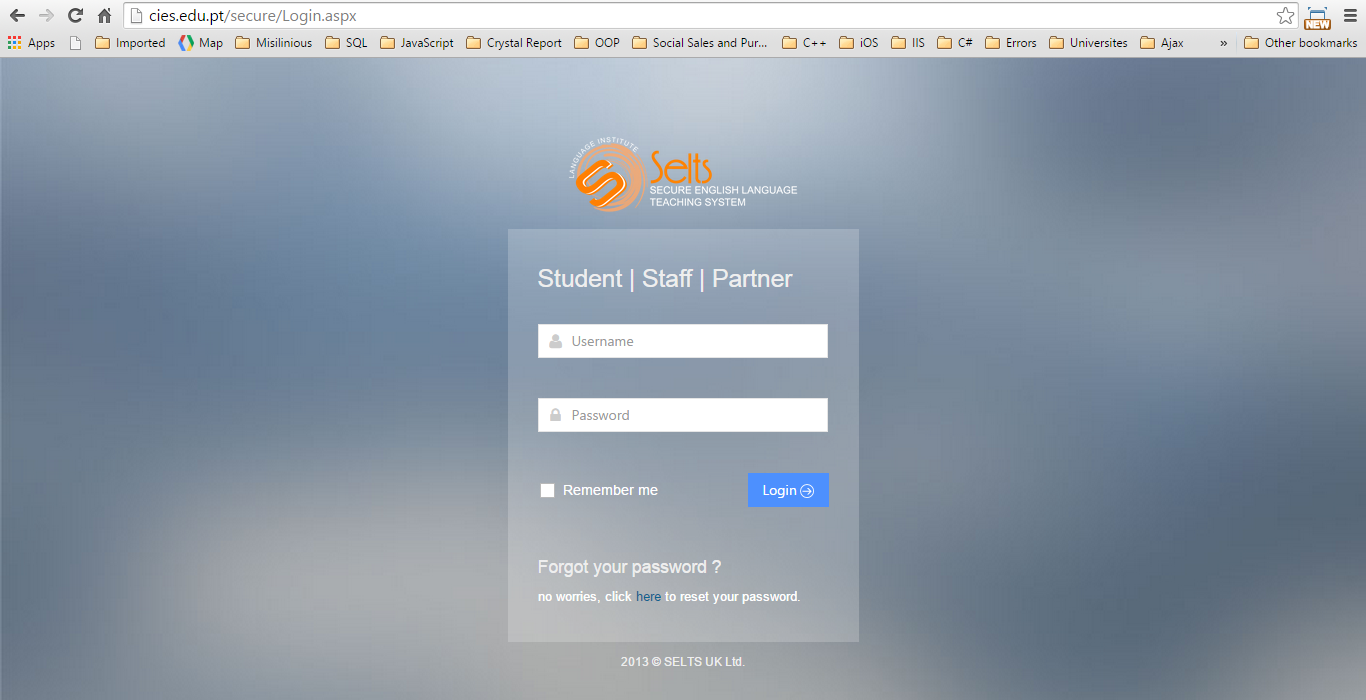 cies.edu.pt/secure/Login.aspx
NEW
Apps Imported Map Misilinious SQL JavaScript Crystal Report OOP Social Sales and Pur... C++ iOS IIS C# Errors Universites Ajax » Other bookmarks
LANGUAGE INSTITUTE
Selts
SECURE ENGLISH LANGUAGE
TEACHING SYSTEM
Student | Staff | Partner
Username
Password
Remember me Login
Forgot your password ?
no worries, click here to reset your password.
2013 © SELTS UK Ltd.